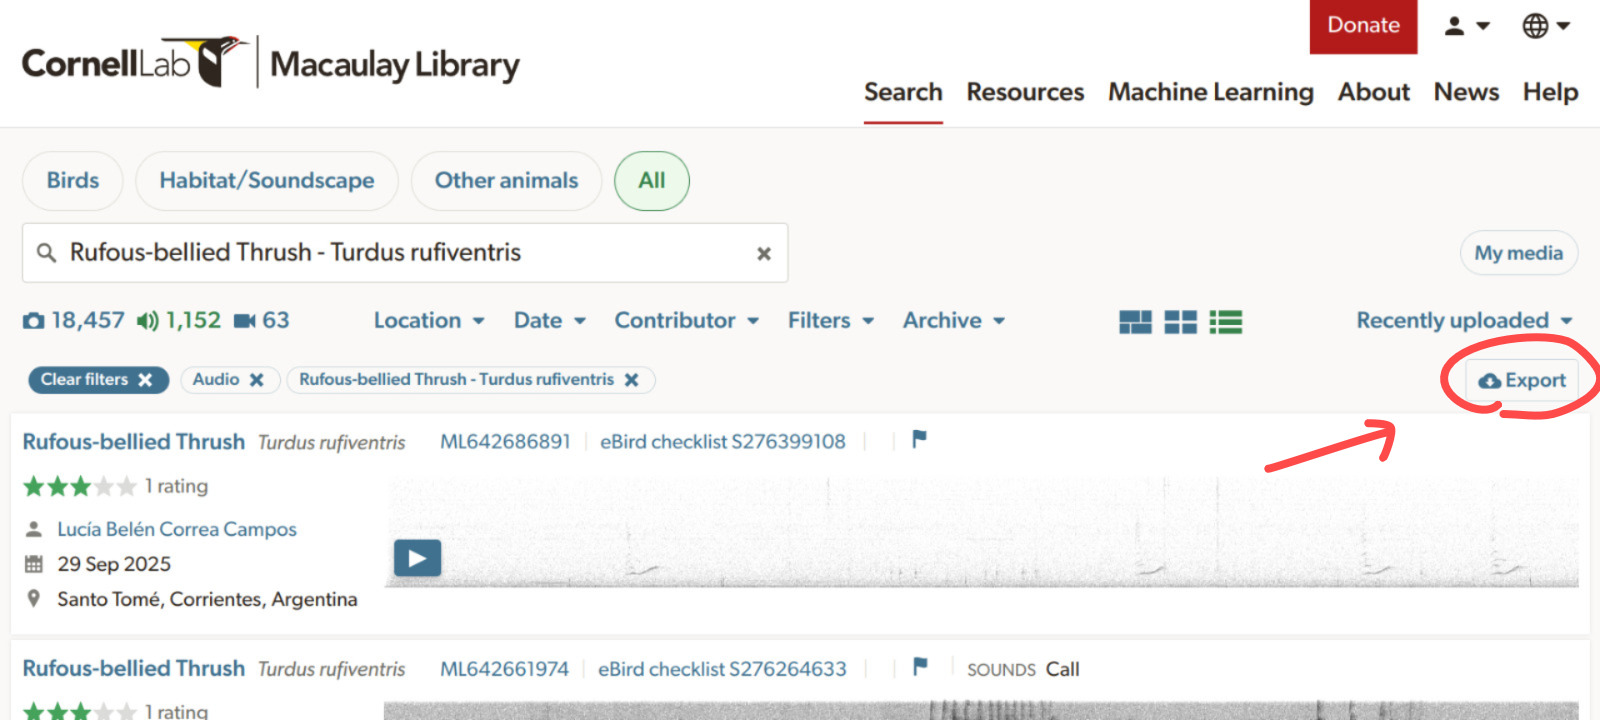 Donate
CornellLab | Macaulay Library
Search Resources Machine Learning About News Help
Birds Habitat/Soundscape Other animals All
Rufous-bellied Thrush - Turdus rufiventris
My media
18,457 1,152 63 Location Date Contributor Filters Archive Recently uploaded
Clear filters Audio Rufous-bellied Thrush - Turdus rufiventris Export
Rufous-bellied Thrush Turdus rufiventris ML642686891 eBird checklist S276399108
1 rating
Lucía Belén Correa Campos
29 Sep 2025
Santo Tomé, Corrientes, Argentina
Rufous-bellied Thrush Turdus rufiventris ML642661974 eBird checklist S276264633 SOUNDS Call
1 rating